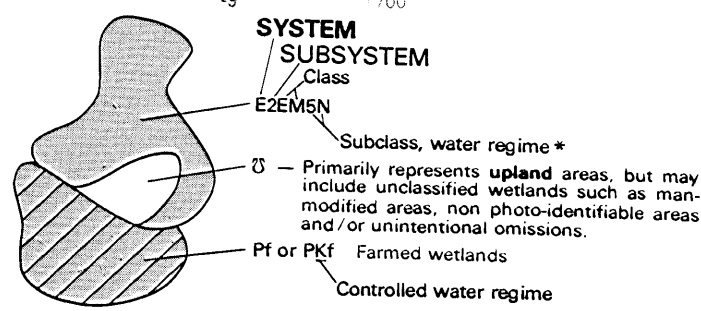 SYSTEM
SUBSYSTEM
Class
E2EM5N
Subclass, water regime *
℧ — Primarily represents upland areas, but may
include unclassified wetlands such as man-
modified areas, non photo-identifiable areas
and/or unintentional omissions.
Pf or PKf Farmed wetlands
Controlled water regime